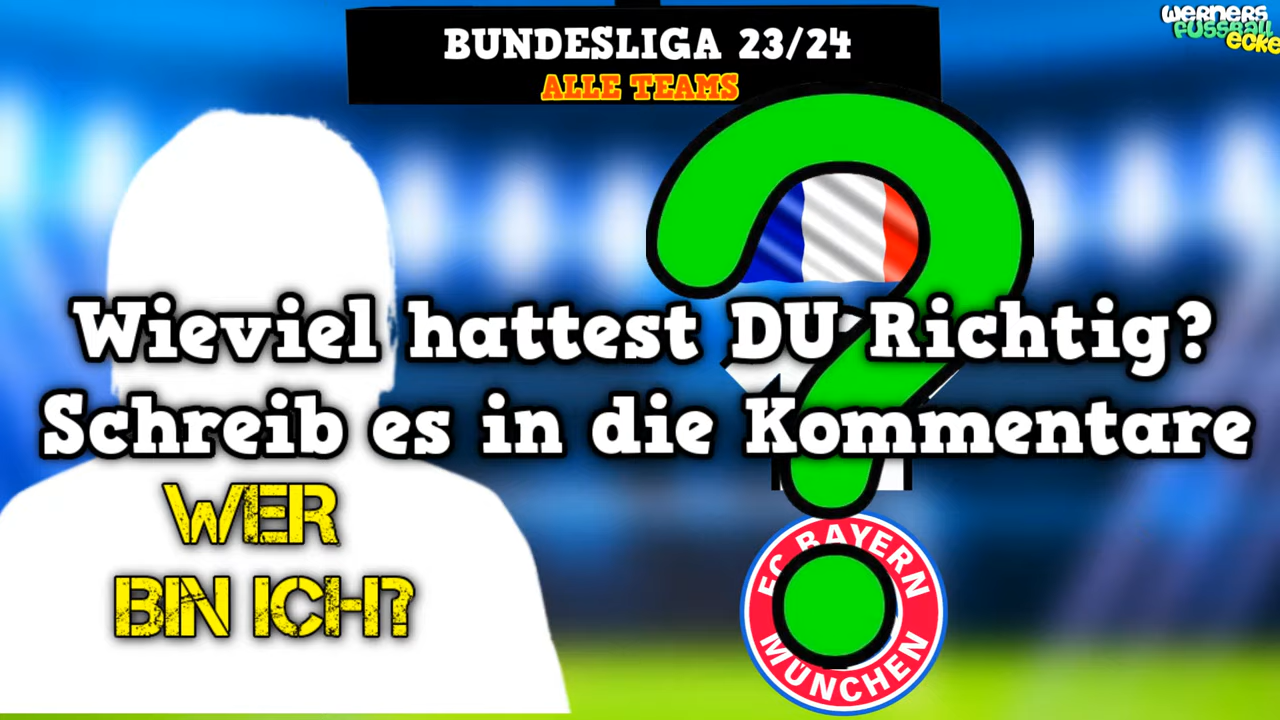 BUNDESLIGA 23/24
ALLE TEAMS
WERNERS
FUSSBALL
ECKE
Wieviel hattest DU Richtig?
Schreib es in die Kommentare
WER
BIN ICH?
FC BAYERN
MÜNCHEN